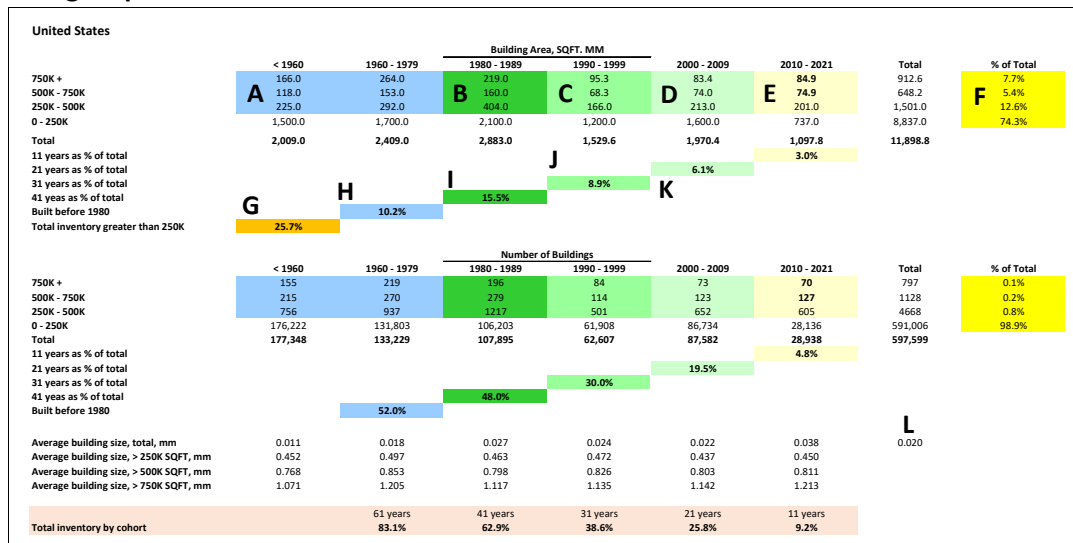 United States
Building Area, SQFT. MM
< 1960 1960 - 1979 1980 - 1989 1990 - 1999 2000 - 2009 2010 - 2021 Total % of Total
750K + 166.0 264.0 219.0 95.3 83.4 84.9 912.6 7.7%
500K - 750K A 118.0 153.0 B 160.0 C 68.3 D 74.0 E 74.9 648.2 F 5.4%
250K - 500K 225.0 292.0 404.0 166.0 213.0 201.0 1,501.0 12.6%
0 - 250K 1,500.0 1,700.0 2,100.0 1,200.0 1,600.0 737.0 8,837.0 74.3%
Total 2,009.0 2,409.0 2,883.0 1,529.6 1,970.4 1,097.8 11,898.8
11 years as % of total 3.0%
J
21 years as % of total 6.1%
I
31 years as % of total 8.9%
H K
41 yeas as % of total 15.5%
G
Built before 1980 10.2%
Total inventory greater than 250K 25.7%
Number of Buildings
< 1960 1960 - 1979 1980 - 1989 1990 - 1999 2000 - 2009 2010 - 2021 Total % of Total
750K + 155 219 196 84 73 70 797 0.1%
500K - 750K 215 270 279 114 123 127 1128 0.2%
250K - 500K 756 937 1217 501 652 605 4668 0.8%
0 - 250K 176,222 131,803 106,203 61,908 86,734 28,136 591,006 98.9%
Total 177,348 133,229 107,895 62,607 87,582 28,938 597,599
11 years as % of total 4.8%
21 years as % of total 19.5%
31 years as % of total 30.0%
41 yeas as % of total 48.0%
Built before 1980 52.0%
L
Average building size, total, mm 0.011 0.018 0.027 0.024 0.022 0.038 0.020
Average building size, > 250K SQFT, mm 0.452 0.497 0.463 0.472 0.437 0.450
Average building size, > 500K SQFT, mm 0.768 0.853 0.798 0.826 0.803 0.811
Average building size, > 750K SQFT, mm 1.071 1.205 1.117 1.135 1.142 1.213
61 years 41 years 31 years 21 years 11 years
Total inventory by cohort 83.1% 62.9% 38.6% 25.8% 9.2%